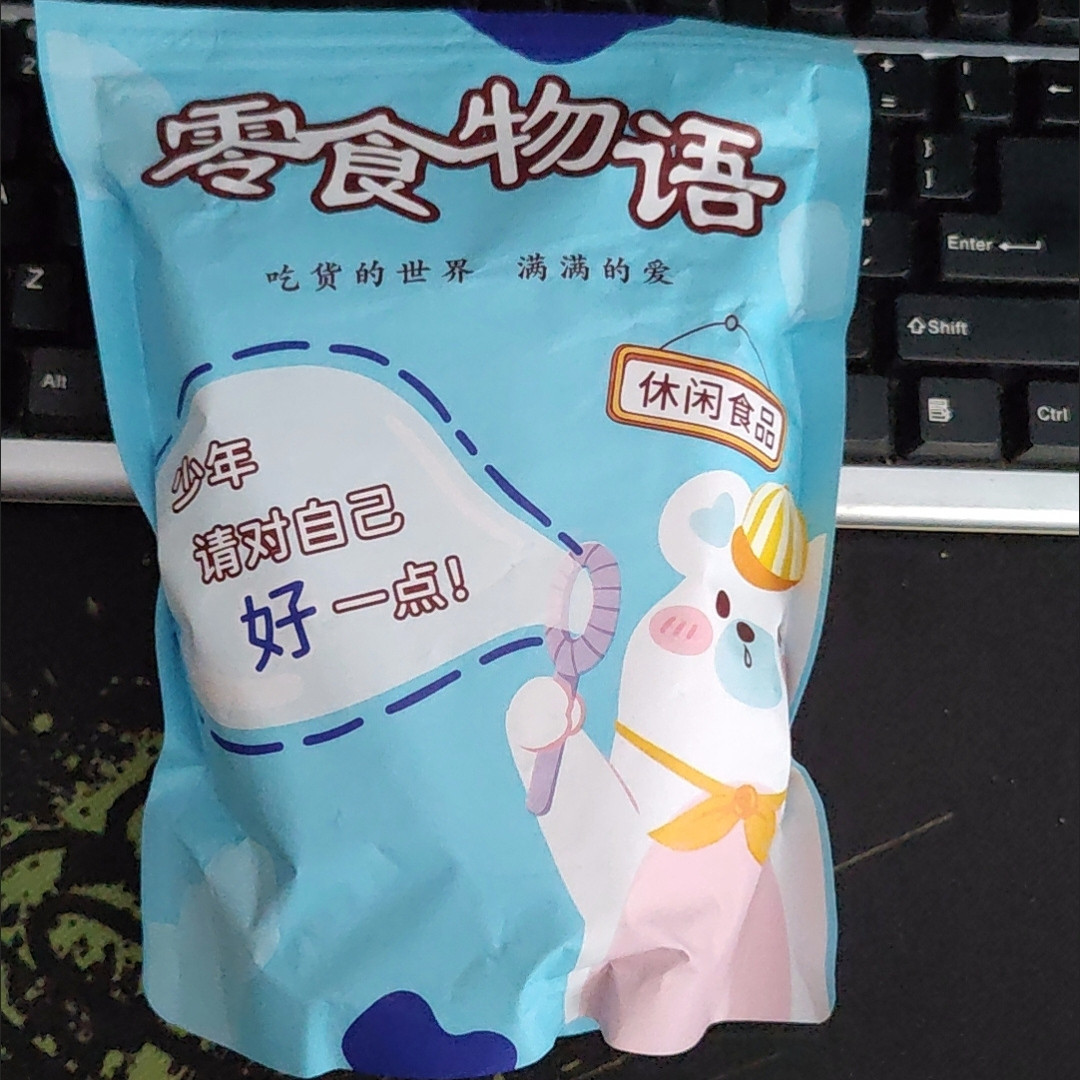 零食物语
吃货的世界 满满的爱
休闲食品
少年
请对自己
好一点!
2
+
=
|
\
←
}
]
A
"
'
Enter
Z
Shift
Alt
Ctrl